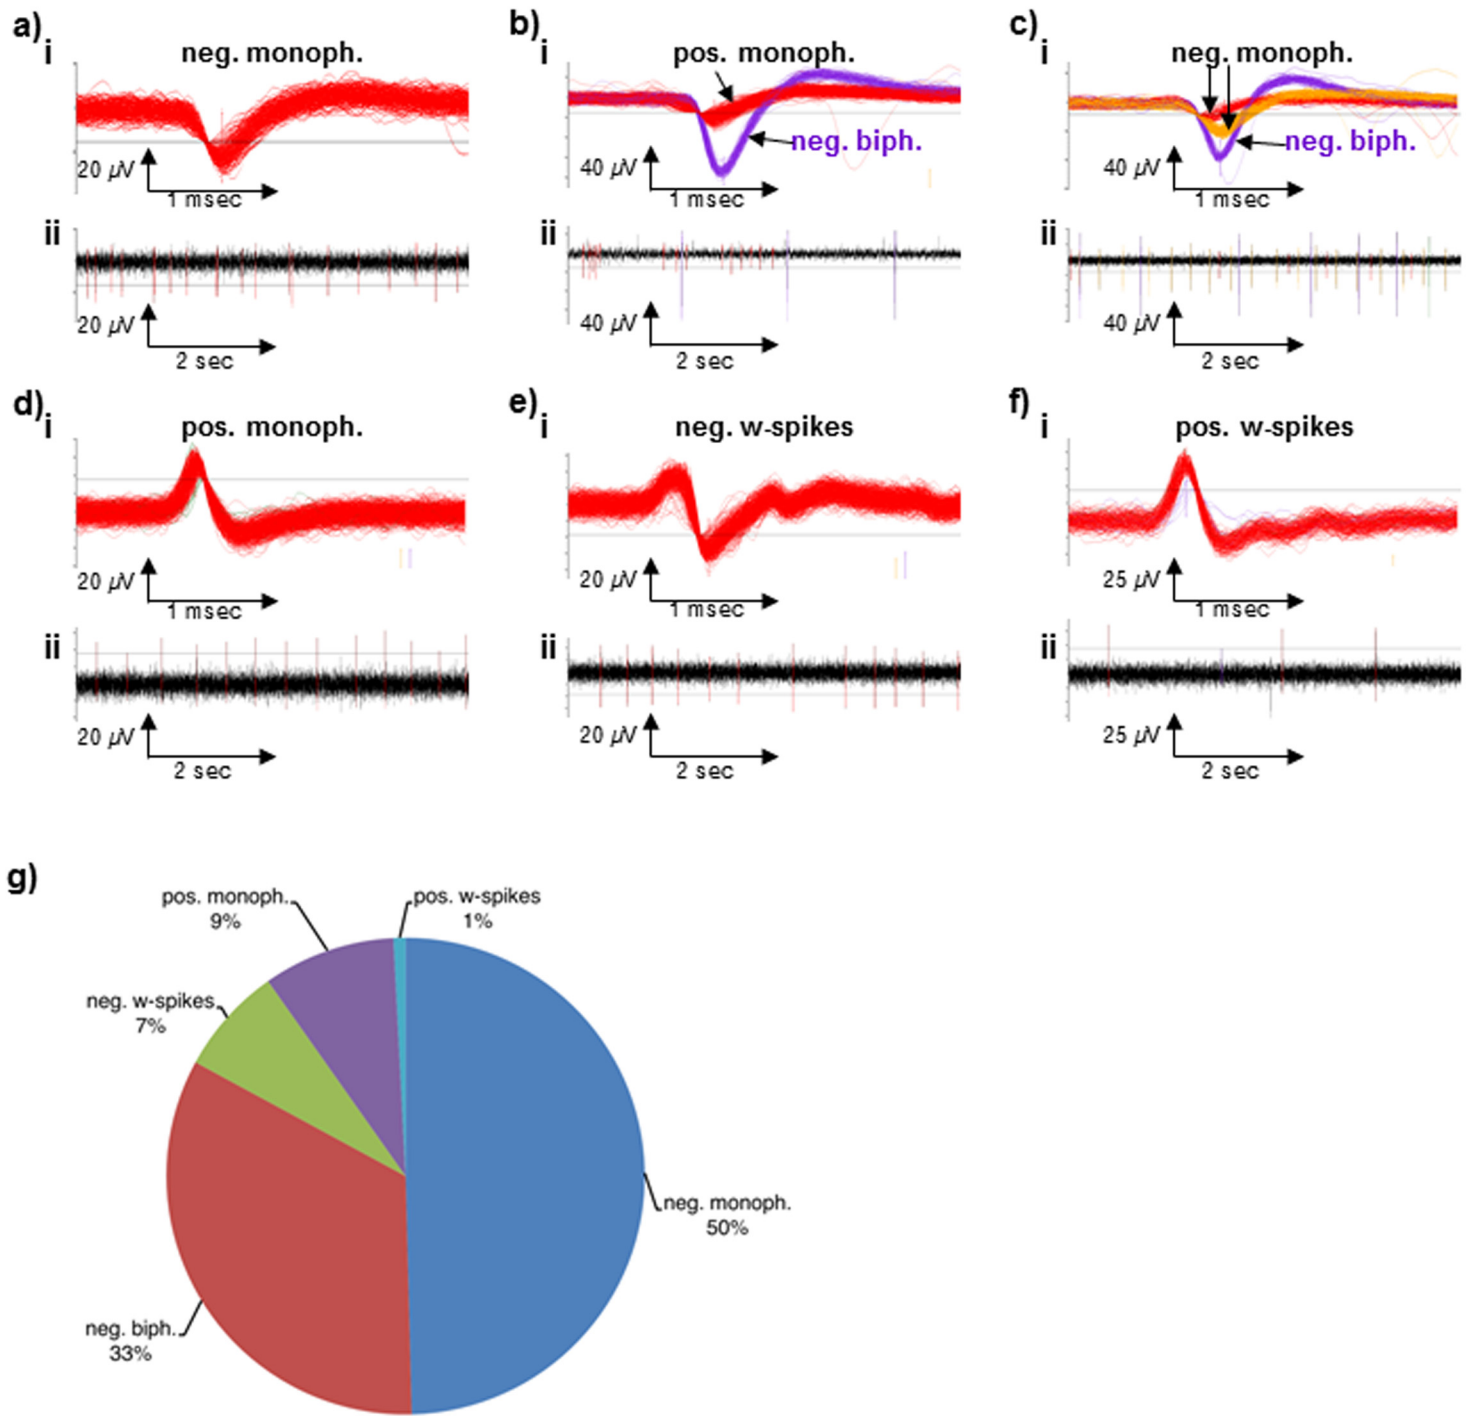 a)
i
neg. monoph.
20 µV
1 msec
ii
20 µV
2 sec
b)
i
pos. monoph.
neg. biph.
40 µV
1 msec
ii
40 µV
2 sec
c)
i
neg. monoph.
neg. biph.
40 µV
1 msec
ii
40 µV
2 sec
d)
i
pos. monoph.
20 µV
1 msec
ii
20 µV
2 sec
e)
i
neg. w-spikes
20 µV
1 msec
ii
20 µV
2 sec
f)
i
pos. w-spikes
25 µV
1 msec
ii
25 µV
2 sec
g)
pos. monoph.
9%
pos. w-spikes
1%
neg. w-spikes
7%
neg. monoph.
50%
neg. biph.
33%